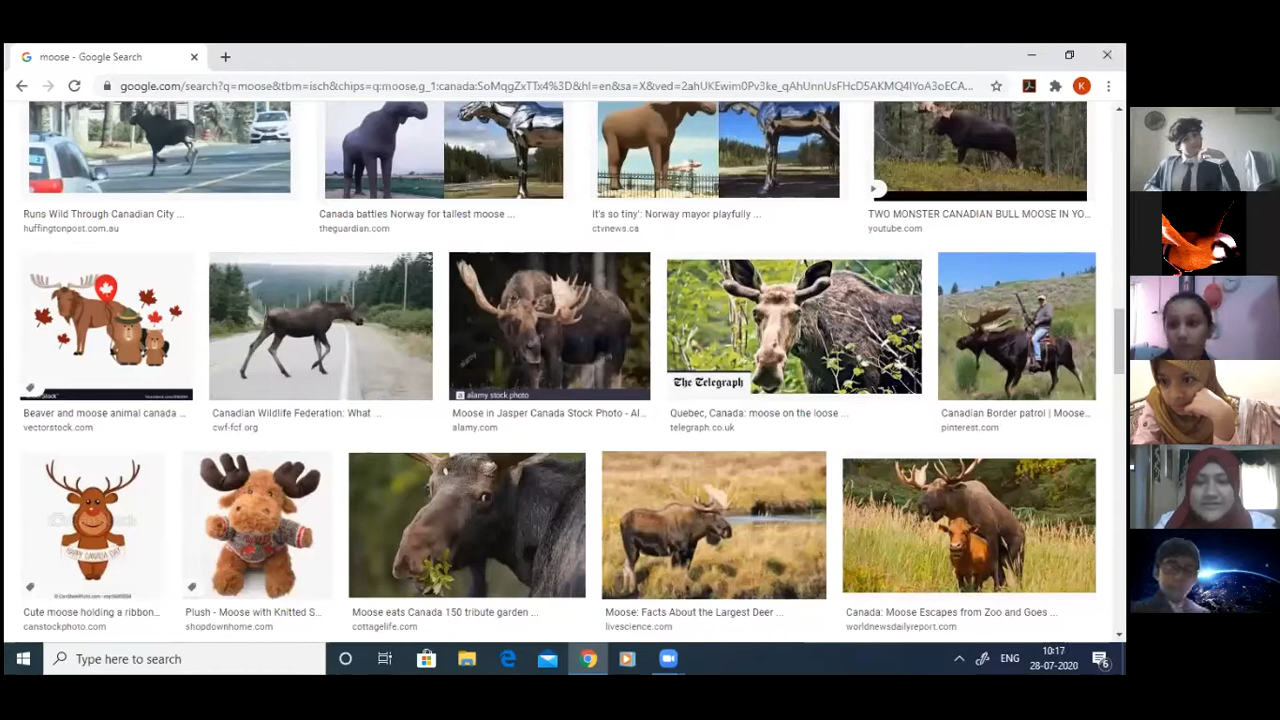 moose - Google Search
google.com/search?q=moose&tbm=isch&chips=q:moose,g_1:canada:SoMqgZxTTx4%3D&hl=en&sa=X&ved=2ahUKEwim0Pv3ke_qAhUnnUsFHcD5AKMQ4lYoA3oECA...
K
Runs Wild Through Canadian City ...
huffingtonpost.com.au
Canada battles Norway for tallest moose ...
theguardian.com
It's so tiny': Norway mayor playfully ...
ctvnews.ca
TWO MONSTER CANADIAN BULL MOOSE IN YO...
youtube.com
The Telegraph
alamy stock photo
Beaver and moose animal canada ...
vectorstock.com
Canadian Wildlife Federation: What ...
cwf-fcf.org
Moose in Jasper Canada Stock Photo - Al...
alamy.com
Quebec, Canada: moose on the loose ...
telegraph.co.uk
Canadian Border patrol | Moose...
pinterest.com
HAPPY CANADA DAY
Cute moose holding a ribbon...
canstockphoto.com
Plush - Moose with Knitted S...
shopdownhome.com
Moose eats Canada 150 tribute garden ...
cottagelife.com
Moose: Facts About the Largest Deer ...
livescience.com
Canada: Moose Escapes from Zoo and Goes ...
worldnewsdailyreport.com
Type here to search
ENG
10:17
28-07-2020
6